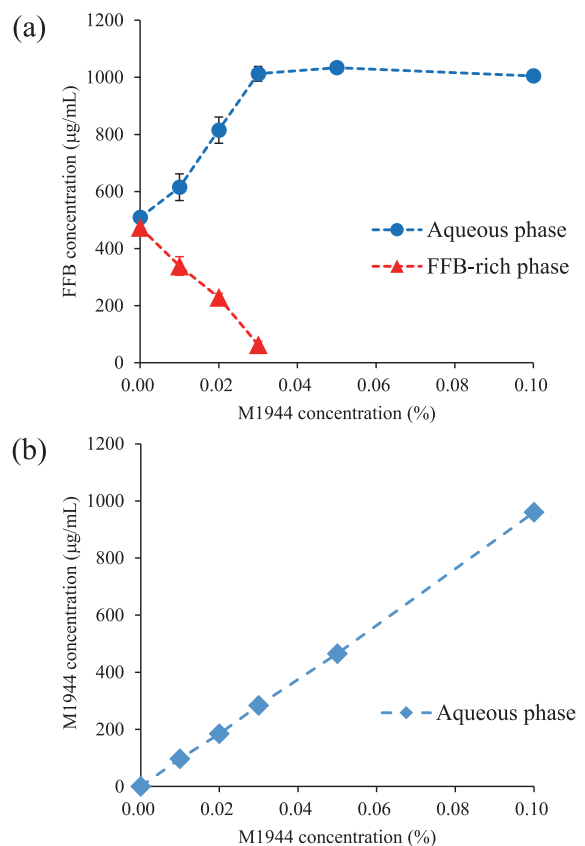 (a)
1200
1000
800
600
400
200
0
FFB concentration (μg/mL)
Aqueous phase
FFB-rich phase
0.00 0.02 0.04 0.06 0.08 0.10
M1944 concentration (%)
(b)
1200
1000
800
600
400
200
0
M1944 concentration (μg/mL)
Aqueous phase
0.00 0.02 0.04 0.06 0.08 0.10
M1944 concentration (%)